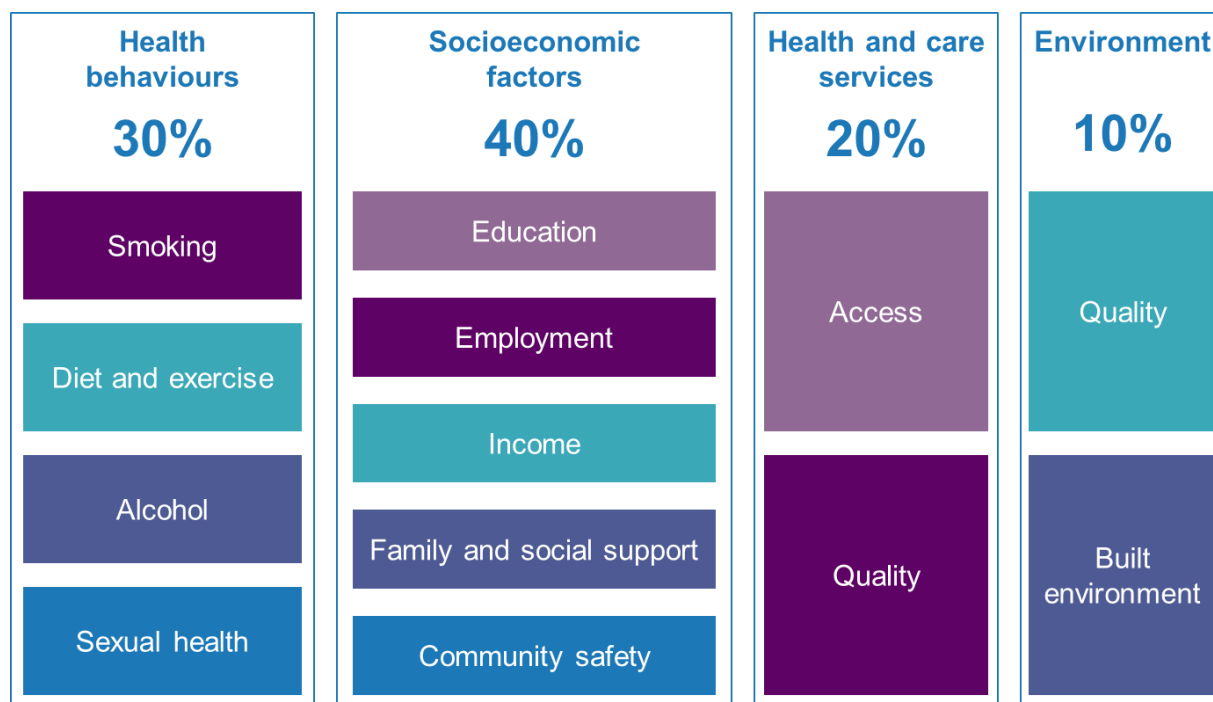 Health
behaviours
30%
Smoking
Diet and exercise
Alcohol
Sexual health
Socioeconomic
factors
40%
Education
Employment
Income
Family and social support
Community safety
Health and care
services
20%
Access
Quality
Environment
10%
Quality
Built
environment